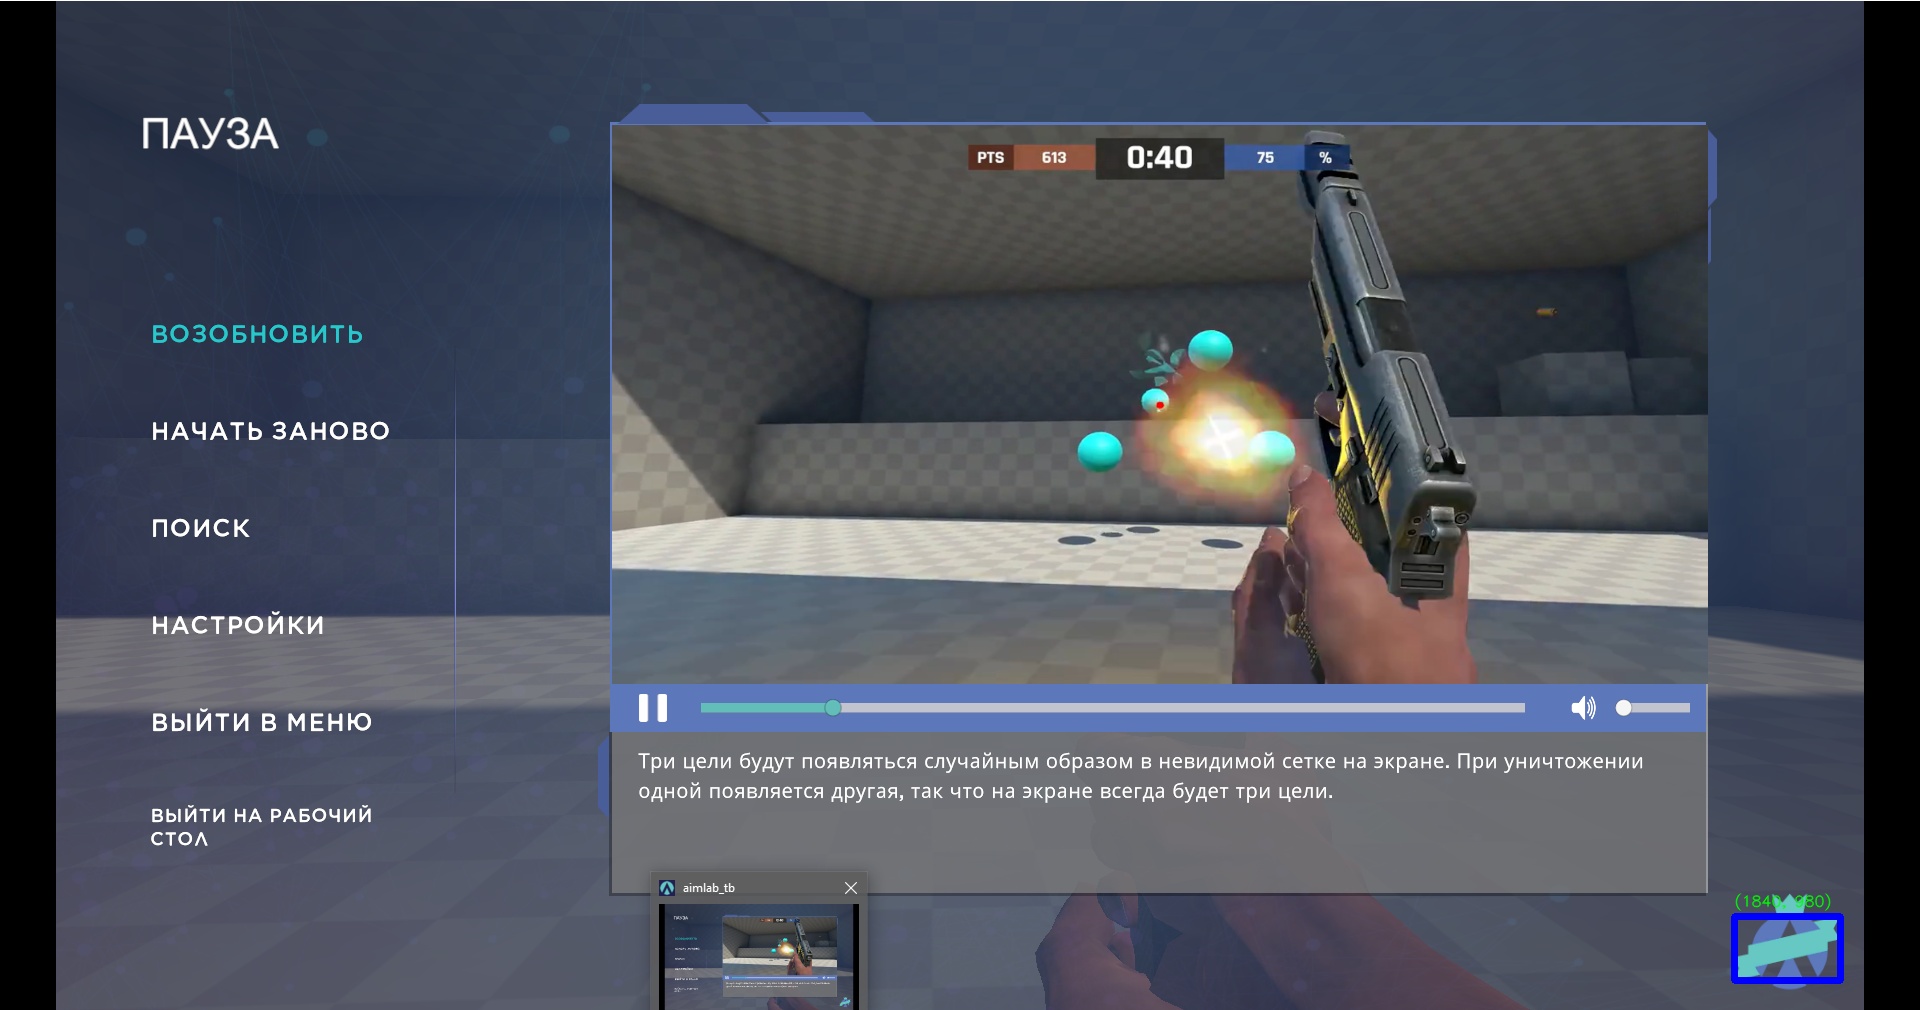 ПАУЗА
ВОЗОБНОВИТЬ
НАЧАТЬ ЗАНОВО
ПОИСК
НАСТРОЙКИ
ВЫЙТИ В МЕНЮ
ВЫЙТИ НА РАБОЧИЙ
СТОЛ
PTS 613 0:40 75 %
Три цели будут появляться случайным образом в невидимой сетке на экране. При уничтожении
одной появляется другая, так что на экране всегда будет три цели.
aimlab_tb